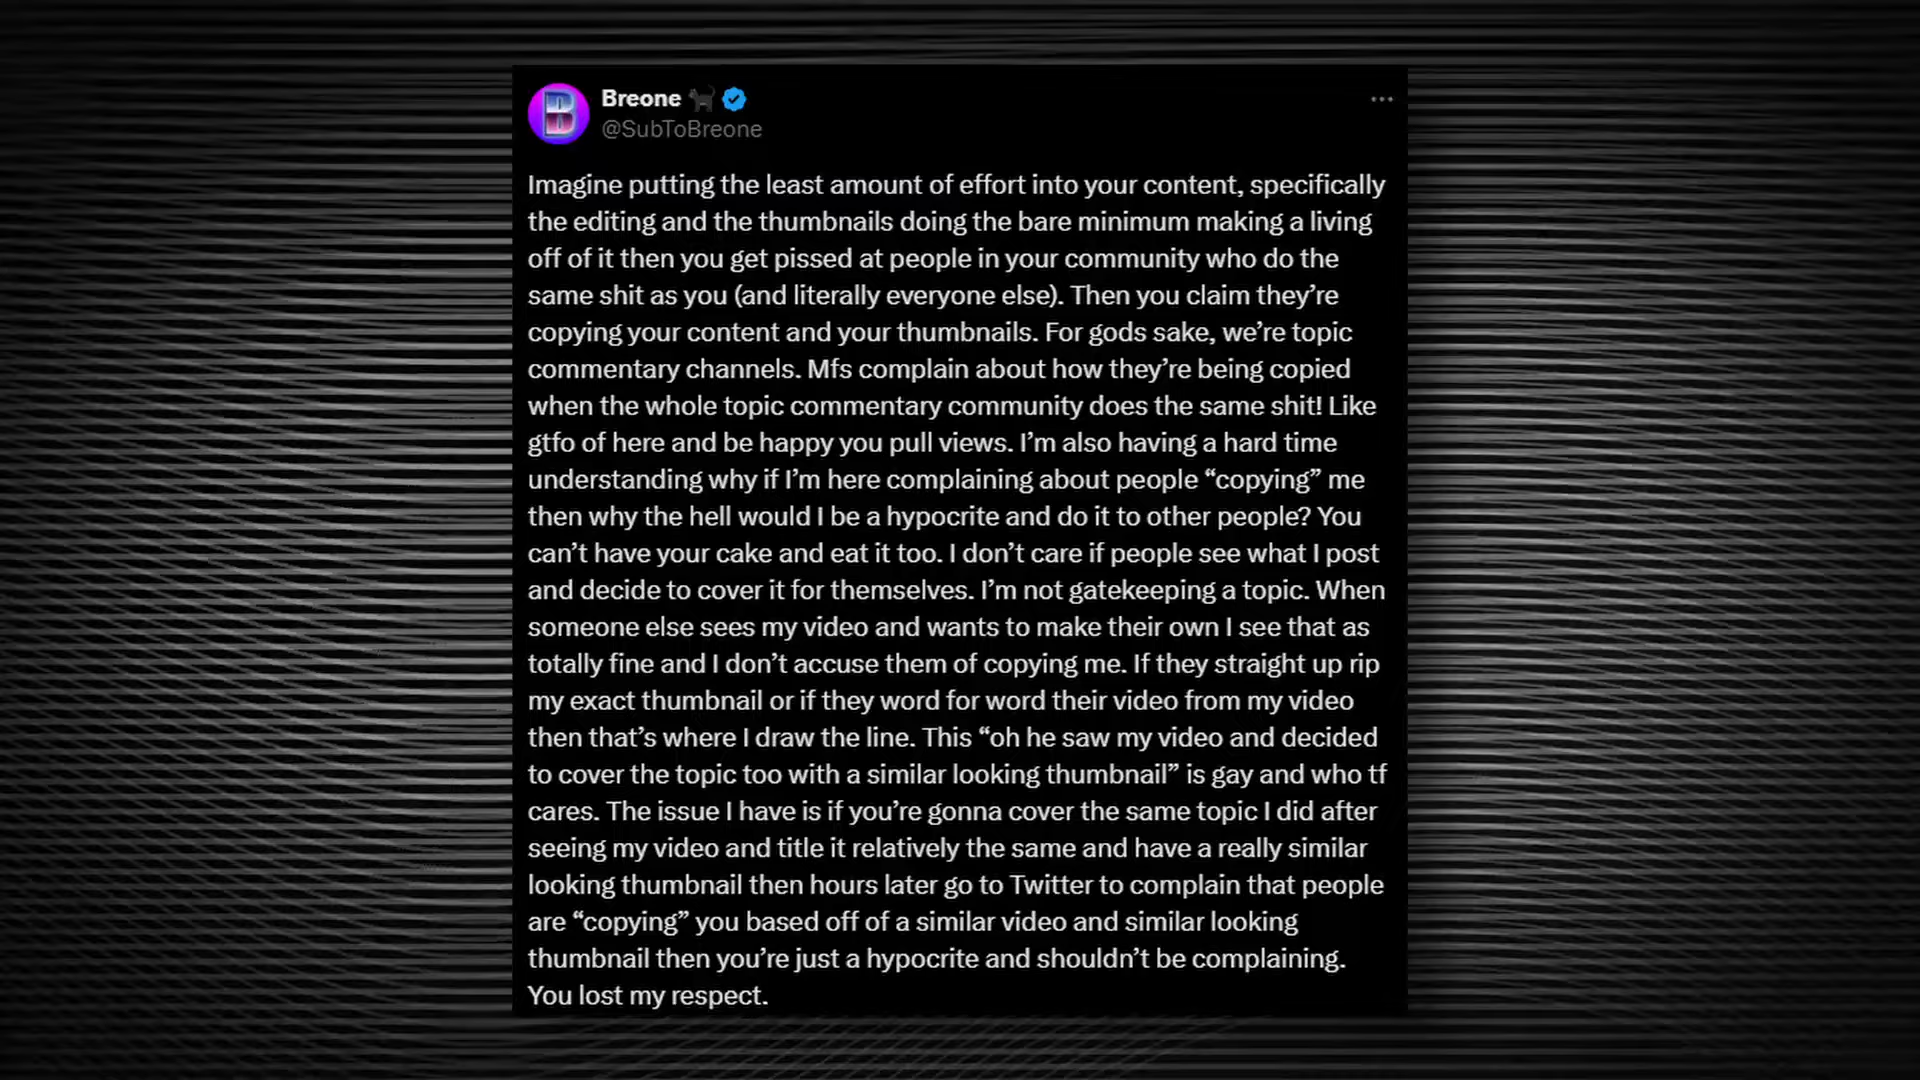 B
Breone 🐈‍⬛
@SubToBreone
Imagine putting the least amount of effort into your content, specifically
the editing and the thumbnails doing the bare minimum making a living
off of it then you get pissed at people in your community who do the
same shit as you (and literally everyone else). Then you claim they’re
copying your content and your thumbnails. For gods sake, we’re topic
commentary channels. Mfs complain about how they’re being copied
when the whole topic commentary community does the same shit! Like
gtfo of here and be happy you pull views. I’m also having a hard time
understanding why if I’m here complaining about people “copying” me
then why the hell would I be a hypocrite and do it to other people? You
can’t have your cake and eat it too. I don’t care if people see what I post
and decide to cover it for themselves. I’m not gatekeeping a topic. When
someone else sees my video and wants to make their own I see that as
totally fine and I don’t accuse them of copying me. If they straight up rip
my exact thumbnail or if they word for word their video from my video
then that’s where I draw the line. This “oh he saw my video and decided
to cover the topic too with a similar looking thumbnail” is gay and who tf
cares. The issue I have is if you’re gonna cover the same topic I did after
seeing my video and title it relatively the same and have a really similar
looking thumbnail then hours later go to Twitter to complain that people
are “copying” you based off of a similar video and similar looking
thumbnail then you’re just a hypocrite and shouldn’t be complaining.
You lost my respect.